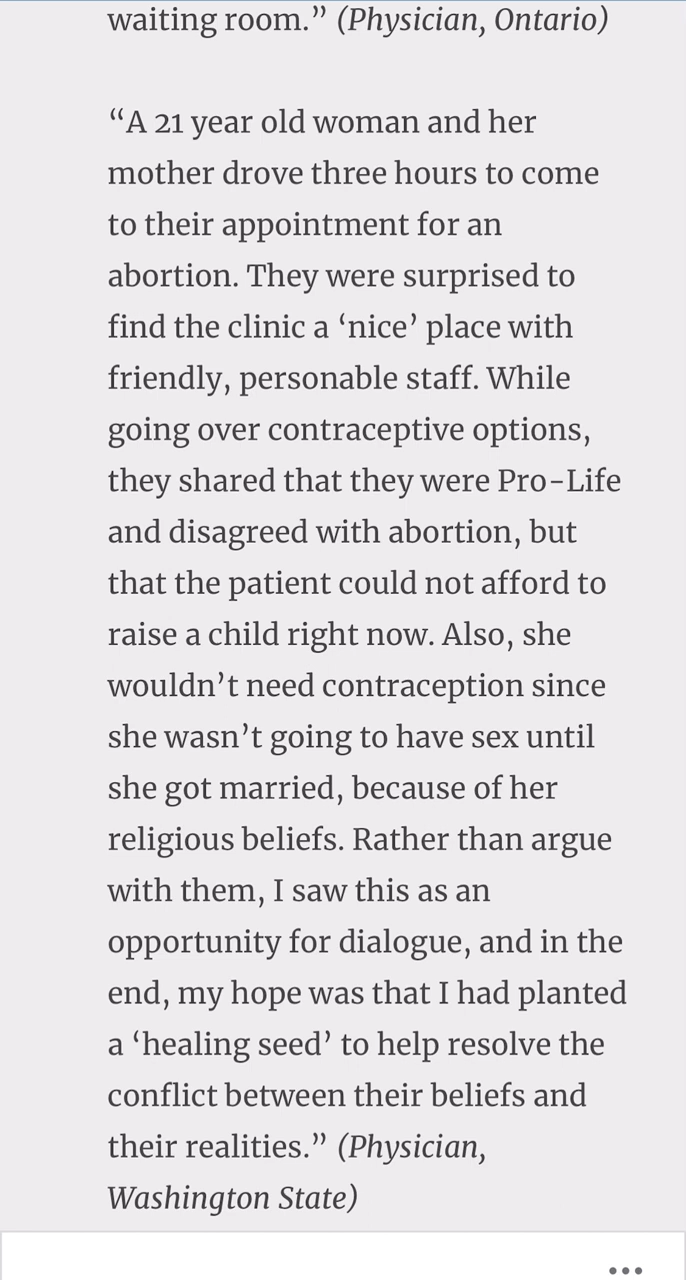 waiting room.” (Physician, Ontario)
“A 21 year old woman and her
mother drove three hours to come
to their appointment for an
abortion. They were surprised to
find the clinic a ‘nice’ place with
friendly, personable staff. While
going over contraceptive options,
they shared that they were Pro-Life
and disagreed with abortion, but
that the patient could not afford to
raise a child right now. Also, she
wouldn’t need contraception since
she wasn’t going to have sex until
she got married, because of her
religious beliefs. Rather than argue
with them, I saw this as an
opportunity for dialogue, and in the
end, my hope was that I had planted
a ‘healing seed’ to help resolve the
conflict between their beliefs and
their realities.” (Physician,
Washington State)